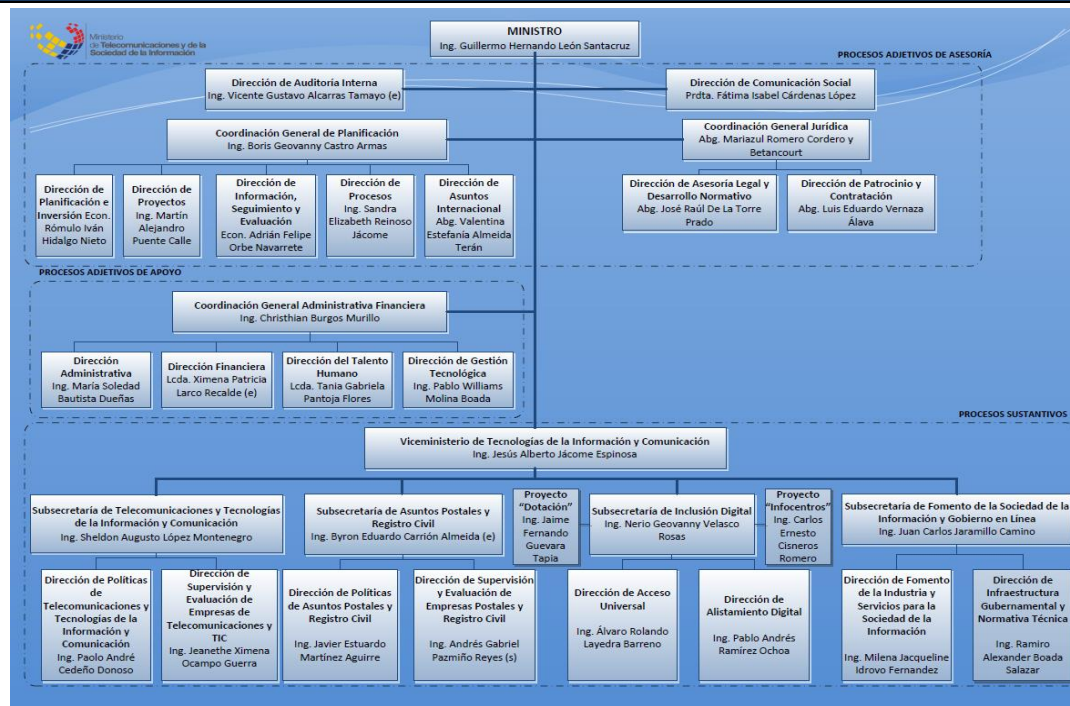 Ministerio
de Telecomunicaciones y de la
Sociedad de la Información
MINISTRO
Ing. Guillermo Hernando León Santacruz
PROCESOS ADJETIVOS DE ASESORÍA
Dirección de Auditoría Interna
Ing. Vicente Gustavo Alcarras Tamayo (e)
Dirección de Comunicación Social
Prdta. Fátima Isabel Cárdenas López
Coordinación General de Planificación
Ing. Boris Geovanny Castro Armas
Coordinación General Jurídica
Abg. Mariazul Romero Cordero y
Betancourt
Dirección de
Planificación e
Inversión Econ.
Rómulo Iván
Hidalgo Nieto
Dirección de
Proyectos
Ing. Martín
Alejandro
Puente Calle
Dirección de
Información,
Seguimiento y
Evaluación
Econ. Adrián Felipe
Orbe Navarrete
Dirección de
Procesos
Ing. Sandra
Elizabeth Reinoso
Jácome
Dirección de
Asuntos
Internacional
Abg. Valentina
Estefanía Almeida
Terán
Dirección de Asesoría Legal y
Desarrollo Normativo
Abg. José Raúl De La Torre
Prado
Dirección de Patrocinio y
Contratación
Abg. Luis Eduardo Vernaza
Álava
PROCESOS ADJETIVOS DE APOYO
Coordinación General Administrativa Financiera
Ing. Christhian Burgos Murillo
Dirección
Administrativa
Ing. María Soledad
Bautista Dueñas
Dirección Financiera
Lcda. Ximena Patricia
Larco Recalde (e)
Dirección del Talento
Humano
Lcda. Tania Gabriela
Pantoja Flores
Dirección de Gestión
Tecnológica
Ing. Pablo Williams
Molina Boada
PROCESOS SUSTANTIVOS
Viceministerio de Tecnologías de la Información y Comunicación
Ing. Jesús Alberto Jácome Espinosa
Subsecretaría de Telecomunicaciones y Tecnologías
de la Información y Comunicación
Ing. Sheldon Augusto López Montenegro
Subsecretaría de Asuntos Postales y
Registro Civil
Ing. Byron Eduardo Carrión Almeida (e)
Proyecto
“Dotación”
Ing. Jaime
Fernando
Guevara
Tapia
Subsecretaría de Inclusión Digital
Ing. Nerio Geovanny Velasco
Rosas
Proyecto
“Infocentros”
Ing. Carlos
Ernesto
Cisneros
Romero
Subsecretaría de Fomento de la Sociedad de la
Información y Gobierno en Línea
Ing. Juan Carlos Jaramillo Camino
Dirección de Políticas
de
Telecomunicaciones y
Tecnologías de la
Información y
Comunicación
Ing. Paolo André
Cedeño Donoso
Dirección de
Supervisión y
Evaluación de
Empresas de
Telecomunicaciones y
TIC
Ing. Jeanethe Ximena
Ocampo Guerra
Dirección de Políticas
de Asuntos Postales y
Registro Civil
Ing. Javier Estuardo
Martínez Aguirre
Dirección de Supervisión
y Evaluación de
Empresas Postales y
Registro Civil
Ing. Andrés Gabriel
Pazmiño Reyes (s)
Dirección de Acceso
Universal
Ing. Álvaro Rolando
Layedra Barreno
Dirección de
Alistamiento Digital
Ing. Pablo Andrés
Ramírez Ochoa
Dirección de Fomento
de la Industria y
Servicios para la
Sociedad de la
Información
Ing. Milena Jacqueline
Idrovo Fernandez
Dirección de
Infraestructura
Gubernamental y
Normativa Técnica
Ing. Ramiro
Alexander Boada
Salazar